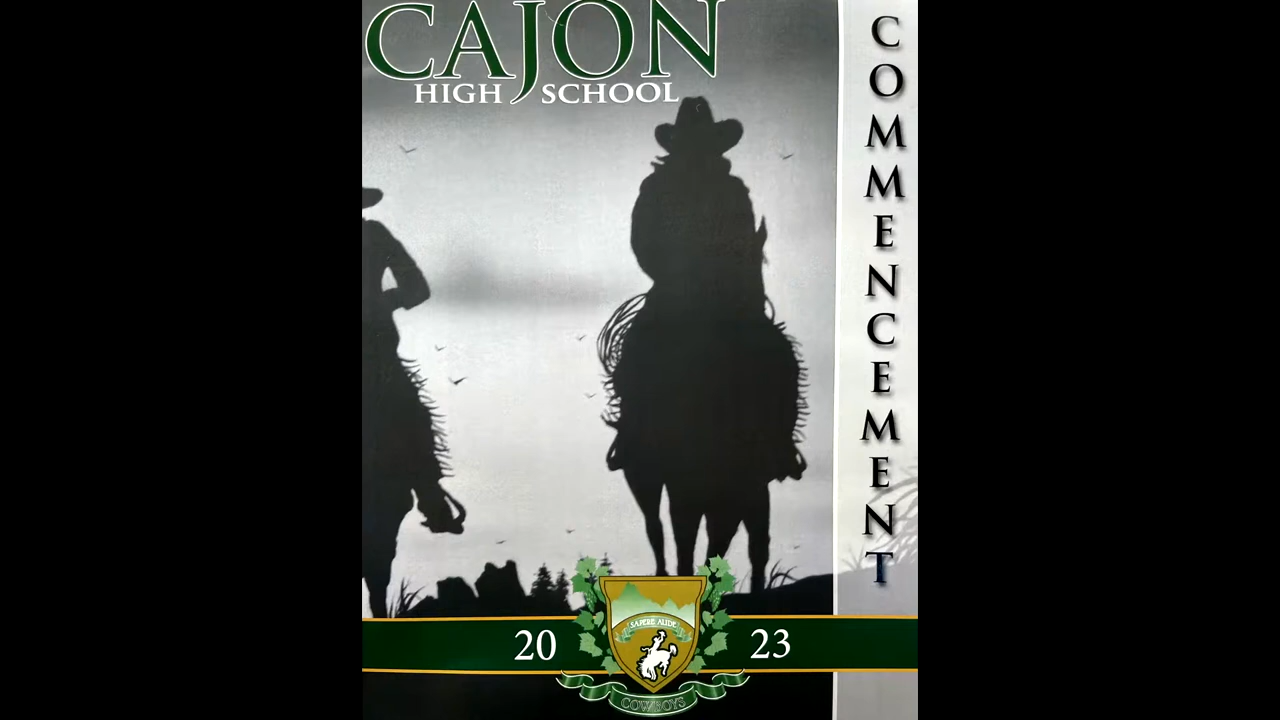 CAJON
HIGH SCHOOL
COMMENCEMENT
20 23
SAPERE AUDE
COWBOYS